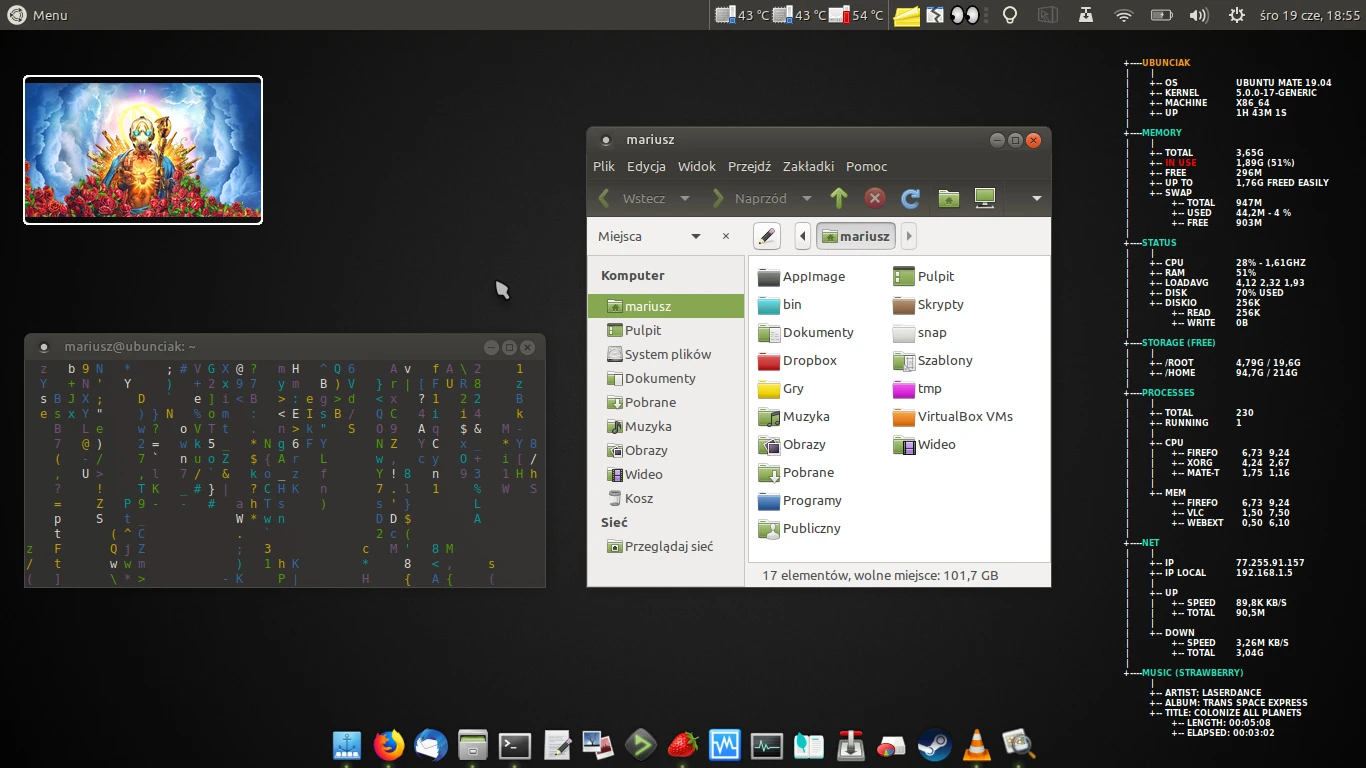 Menu
43 °C 43 °C 54 °C
śro 19 cze, 18:55
mariusz
Plik Edycja Widok Przejdź Zakładki Pomoc
Wstecz Naprzód
Miejsca
mariusz
Komputer
mariusz
Pulpit
System plików
Dokumenty
Pobrane
Muzyka
Obrazy
Wideo
Kosz
Sieć
Przeglądaj sieć
AppImage
bin
Dokumenty
Dropbox
Gry
Muzyka
Obrazy
Pobrane
Programy
Publiczny
Pulpit
Skrypty
snap
Szablony
tmp
VirtualBox VMs
Wideo
17 elementów, wolne miejsce: 101,7 GB
mariusz@ubunciak: ~
UBUNCIAK
OS UBUNTU MATE 19.04
KERNEL 5.0.0-17-GENERIC
MACHINE X86_64
UP 1H 43M 1S
MEMORY
TOTAL 3,65G
IN USE 1,89G (51%)
FREE 296M
UP TO 1,76G FREED EASILY
SWAP
TOTAL 947M
USED 44,2M - 4 %
FREE 903M
STATUS
CPU 28% - 1,61GHZ
RAM 51%
LOADAVG 4,12 2,32 1,93
DISK 70% USED
DISKIO 256K
READ 256K
WRITE 0B
STORAGE (FREE)
/ROOT 4,79G / 19,6G
/HOME 94,7G / 214G
PROCESSES
TOTAL 230
RUNNING 1
CPU
FIREFO 6,73 9,24
XORG 4,24 2,67
MATE-T 1,75 1,16
MEM
FIREFO 6,73 9,24
VLC 1,50 7,50
WEBEXT 0,50 6,10
NET
IP 77.255.91.157
IP LOCAL 192.168.1.5
UP
SPEED 89,8K KB/S
TOTAL 90,5M
DOWN
SPEED 3,26M KB/S
TOTAL 3,04G
MUSIC (STRAWBERRY)
ARTIST: LASERDANCE
ALBUM: TRANS SPACE EXPRESS
TITLE: COLONIZE ALL PLANETS
LENGTH: 00:05:08
ELAPSED: 00:03:02